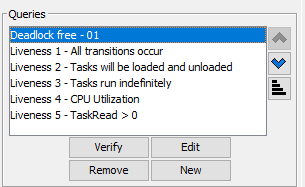 Queries
Deadlock free - 01
Liveness 1 - All transitions occur
Liveness 2 - Tasks will be loaded and unloaded
Liveness 3 - Tasks run indefinitely
Liveness 4 - CPU Utilization
Liveness 5 - TaskRead > 0
Verify Edit
Remove New